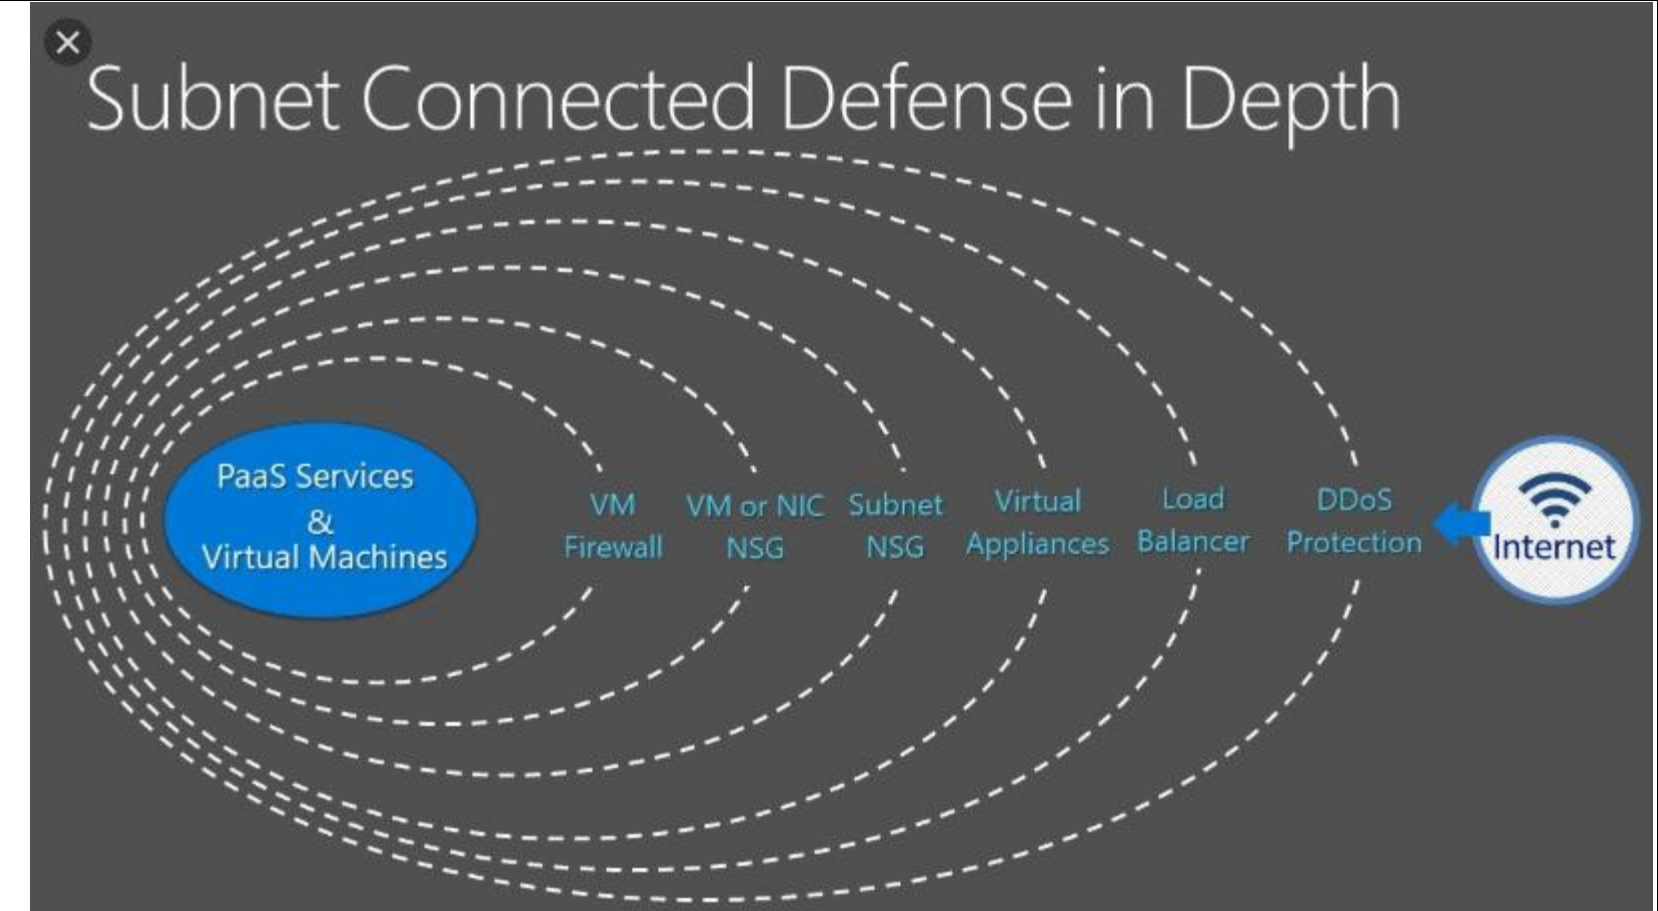 Subnet Connected Defense in Depth
PaaS Services
&
Virtual Machines
VM
Firewall
VM or NIC
NSG
Subnet
NSG
Virtual
Appliances
Load
Balancer
DDoS
Protection
Internet